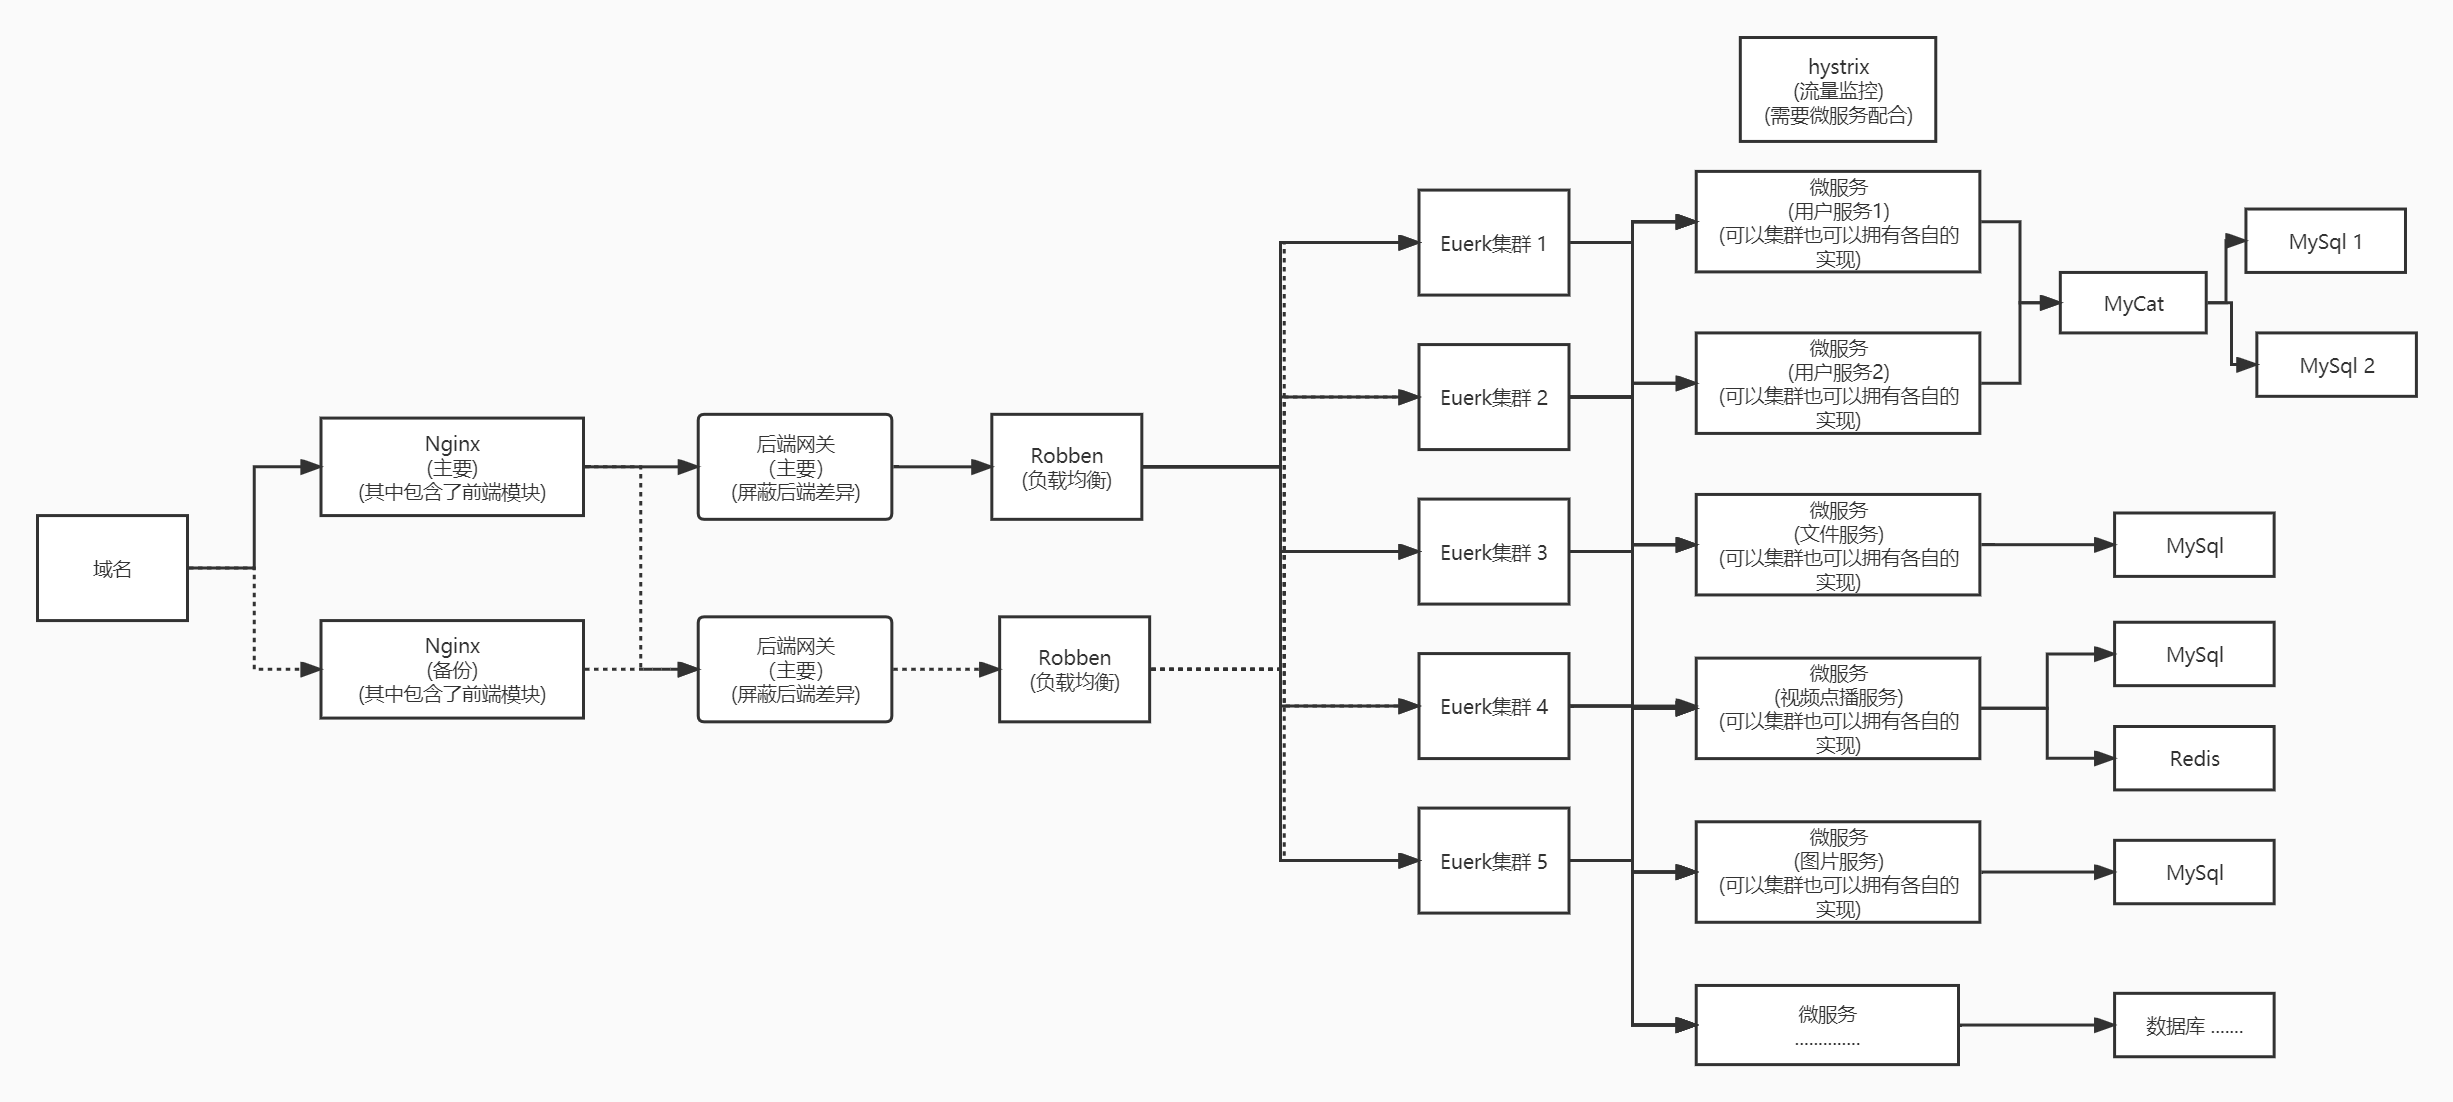 域名
Nginx
(主要)
(其中包含了前端模块)
Nginx
(备份)
(其中包含了前端模块)
后端网关
(主要)
(屏蔽后端差异)
后端网关
(主要)
(屏蔽后端差异)
Robben
(负载均衡)
Robben
(负载均衡)
Euerk集群 1
Euerk集群 2
Euerk集群 3
Euerk集群 4
Euerk集群 5
hystrix
(流量监控)
(需要微服务配合)
微服务
(用户服务1)
(可以集群也可以拥有各自的
实现)
微服务
(用户服务2)
(可以集群也可以拥有各自的
实现)
微服务
(文件服务)
(可以集群也可以拥有各自的
实现)
微服务
(视频点播服务)
(可以集群也可以拥有各自的
实现)
微服务
(图片服务)
(可以集群也可以拥有各自的
实现)
微服务
..............
MyCat
MySql 1
MySql 2
MySql
MySql
Redis
MySql
数据库 .......